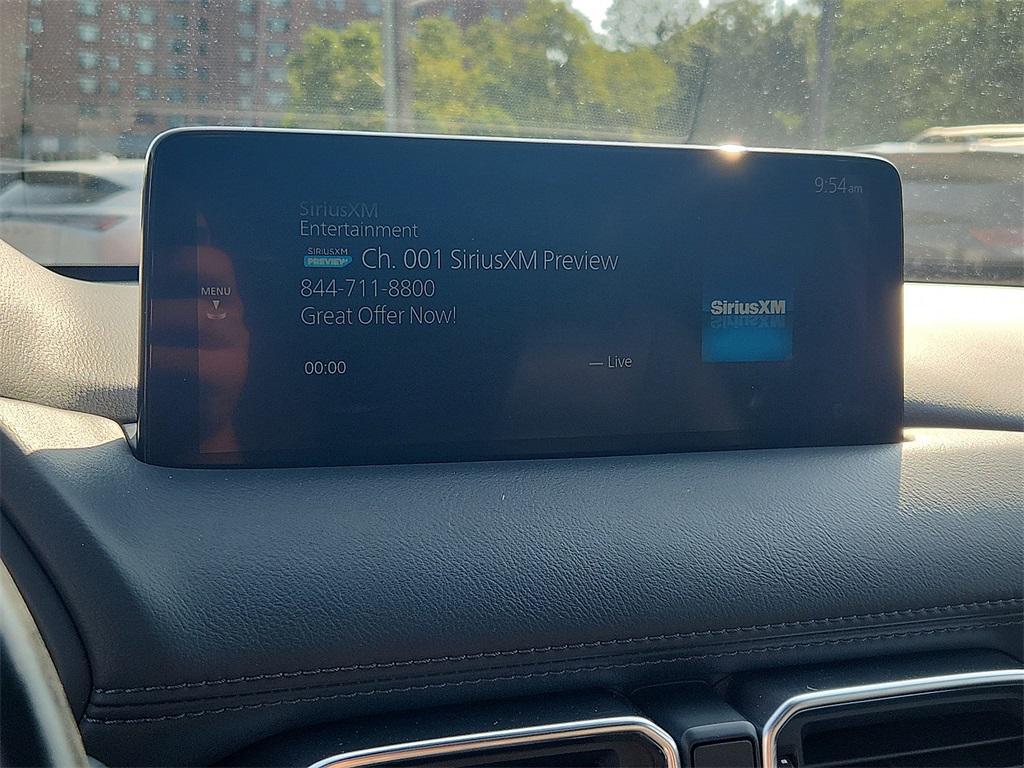 9:54am
SiriusXM
Entertainment
SIRIUSXM
PREVIEW
Ch. 001 SiriusXM Preview
844-711-8800
Great Offer Now!
MENU
SiriusXM
00:00
— Live